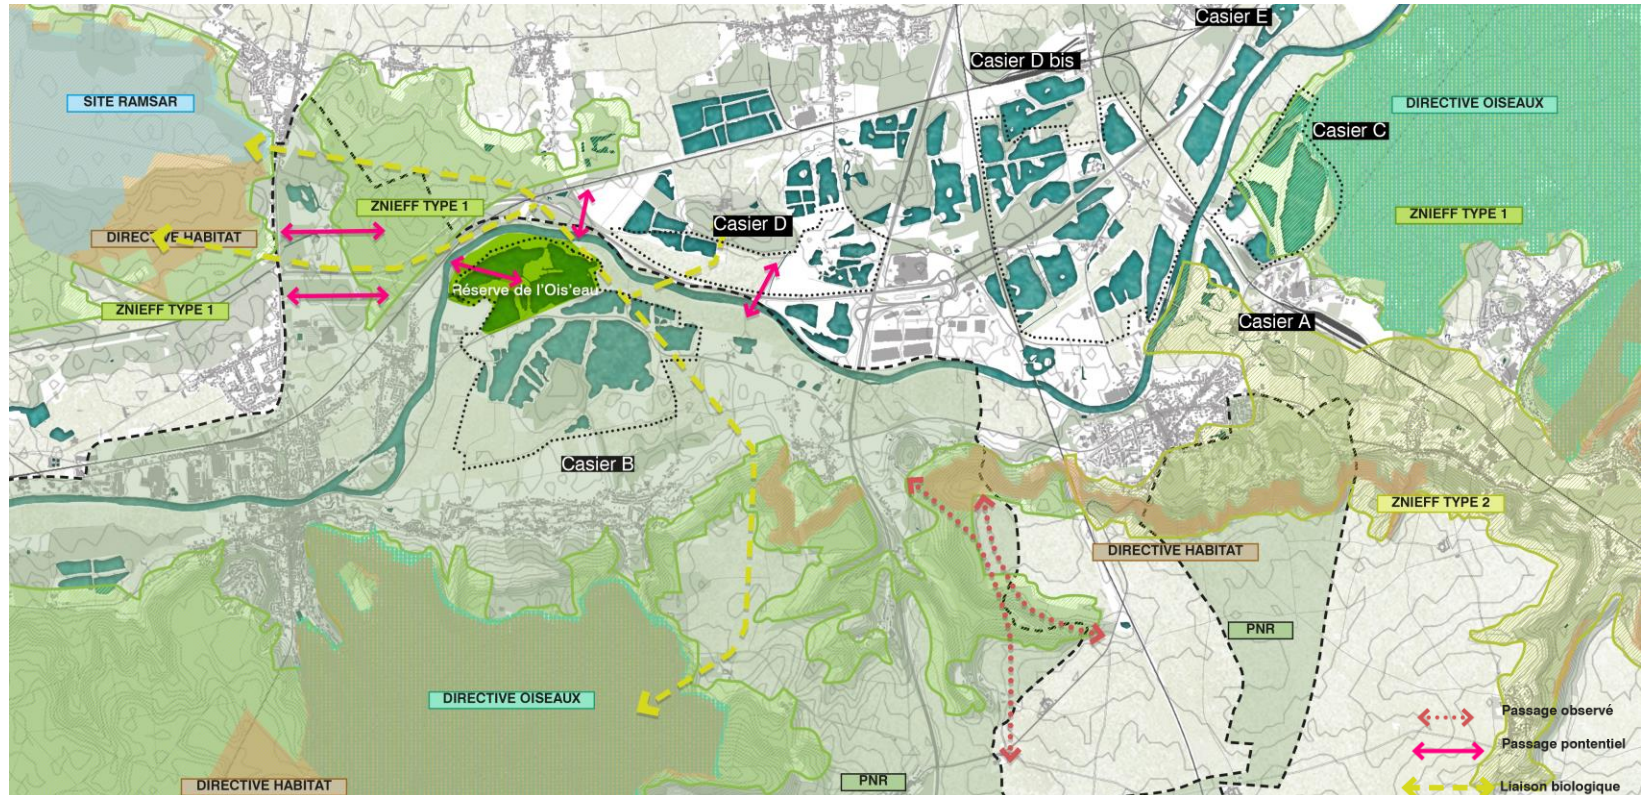 Casier E
Casier D bis
SITE RAMSAR
DIRECTIVE OISEAUX
Casier C
ZNIEFF TYPE 1
ZNIEFF TYPE 1
Casier D
DIRECTIVE HABITAT
Réserve de l'Ois'eau
ZNIEFF TYPE 1
Casier A
Casier B
ZNIEFF TYPE 2
DIRECTIVE HABITAT
PNR
DIRECTIVE OISEAUX
Passage observé
Passage pontentiel
PNR
DIRECTIVE HABITAT
Liaison biologique